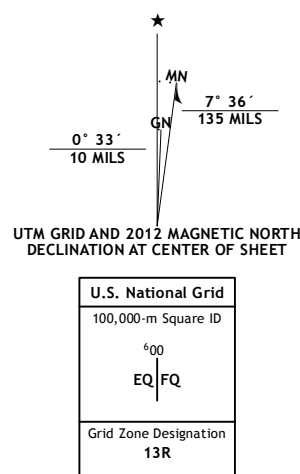 MN
GN
7° 36´
135 MILS
0° 33´
10 MILS
UTM GRID AND 2012 MAGNETIC NORTH
DECLINATION AT CENTER OF SHEET
U.S. National Grid
100,000-m Square ID
⁶00
EQ FQ
Grid Zone Designation
13R